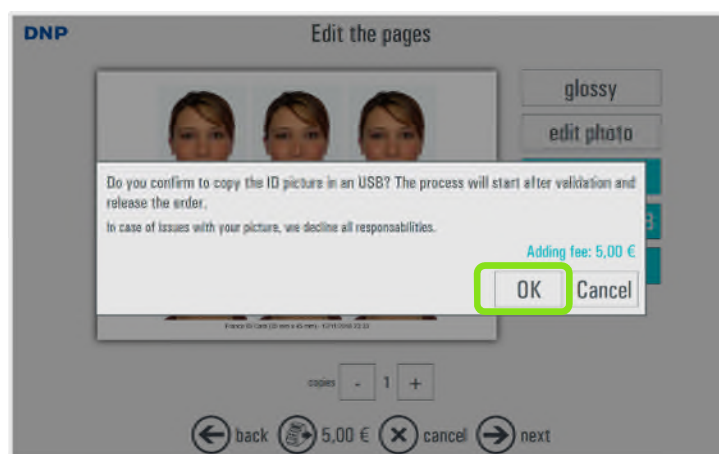 DNP
Edit the pages
glossy
edit photo
Do you confirm to copy the ID picture in an USB? The process will start after validation and
release the order.
In case of issues with your picture, we decline all responsabilities.
Adding fee: 5,00 €
OK
Cancel
copies - 1 +
back 5,00 € cancel next